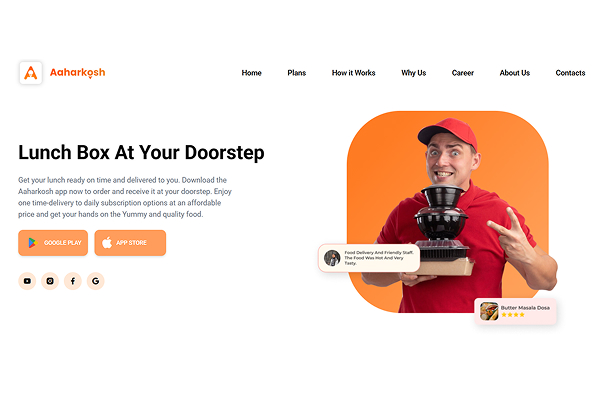 Aaharkosh
Home
Plans
How it Works
Why Us
Career
About Us
Contacts
Lunch Box At Your Doorstep
Get your lunch ready on time and delivered to you. Download the
Aaharkosh app now to order and receive it at your doorstep. Enjoy
one time-delivery to daily subscription options at an affordable
price and get your hands on the Yummy and quality food.
GOOGLE PLAY
APP STORE
Food Delivery And Friendly Staff.
The Food Was Hot And Very
Tasty.
Butter Masala Dosa